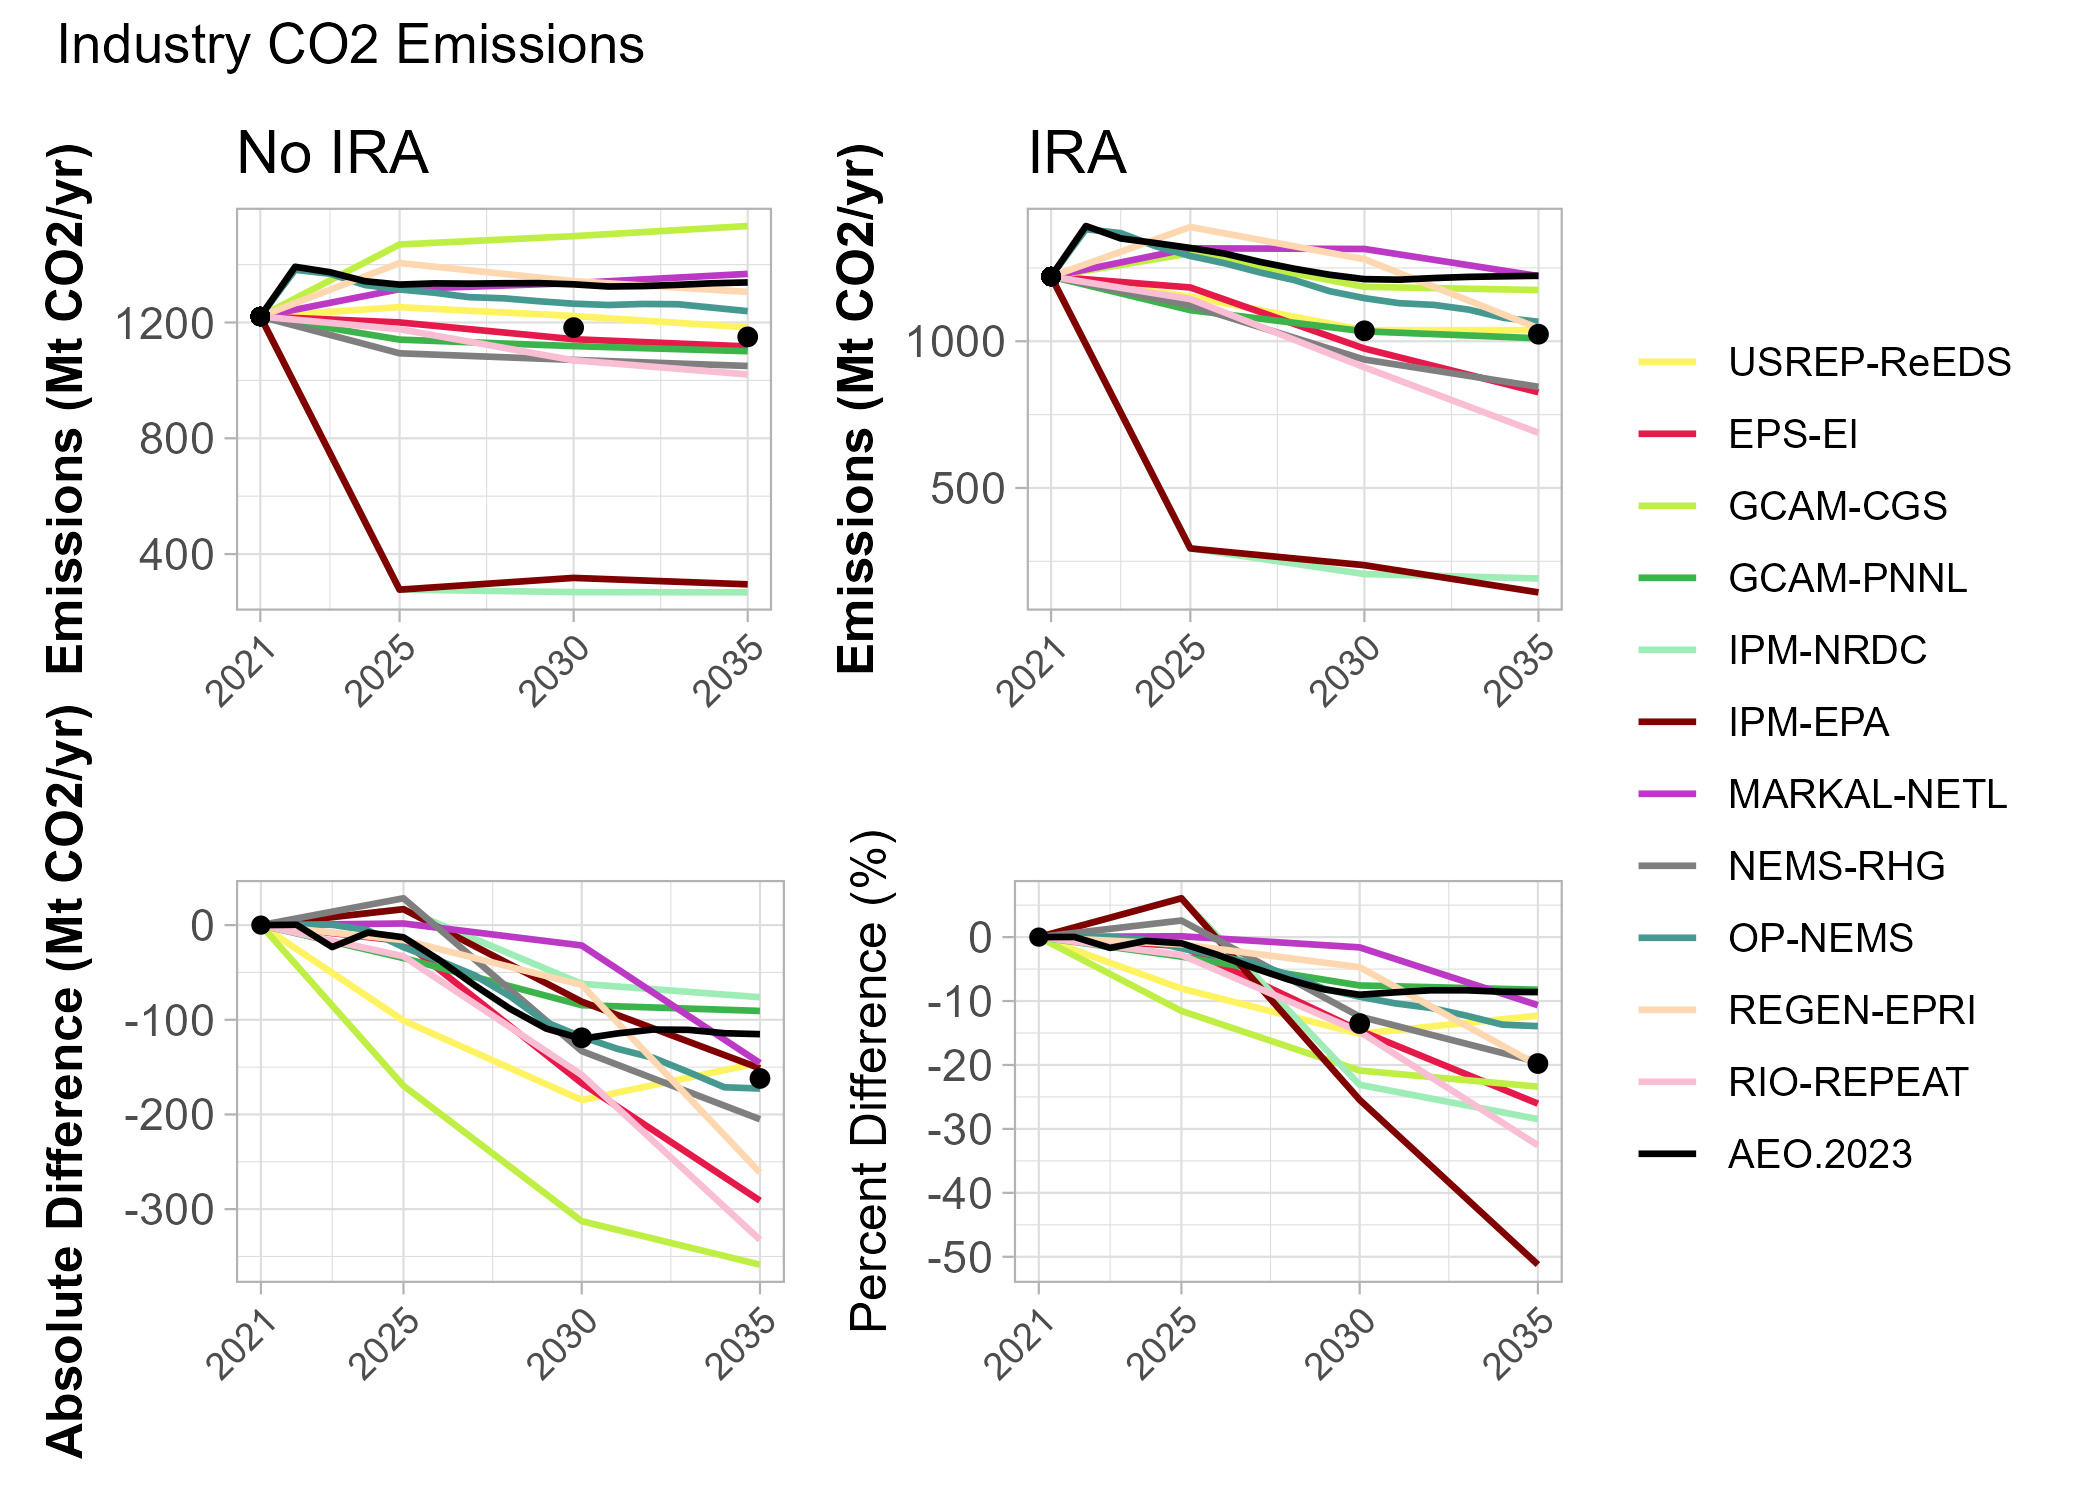 Industry CO2 Emissions
No IRA
Emissions (Mt CO2/yr)
1200
800
400
2021
2025
2030
2035
IRA
Emissions (Mt CO2/yr)
1000
500
2021
2025
2030
2035
Absolute Difference (Mt CO2/yr)
0
-100
-200
-300
2021
2025
2030
2035
Percent Difference (%)
0
-10
-20
-30
-40
-50
2021
2025
2030
2035
USREP-ReEDS
EPS-EI
GCAM-CGS
GCAM-PNNL
IPM-NRDC
IPM-EPA
MARKAL-NETL
NEMS-RHG
OP-NEMS
REGEN-EPRI
RIO-REPEAT
AEO.2023